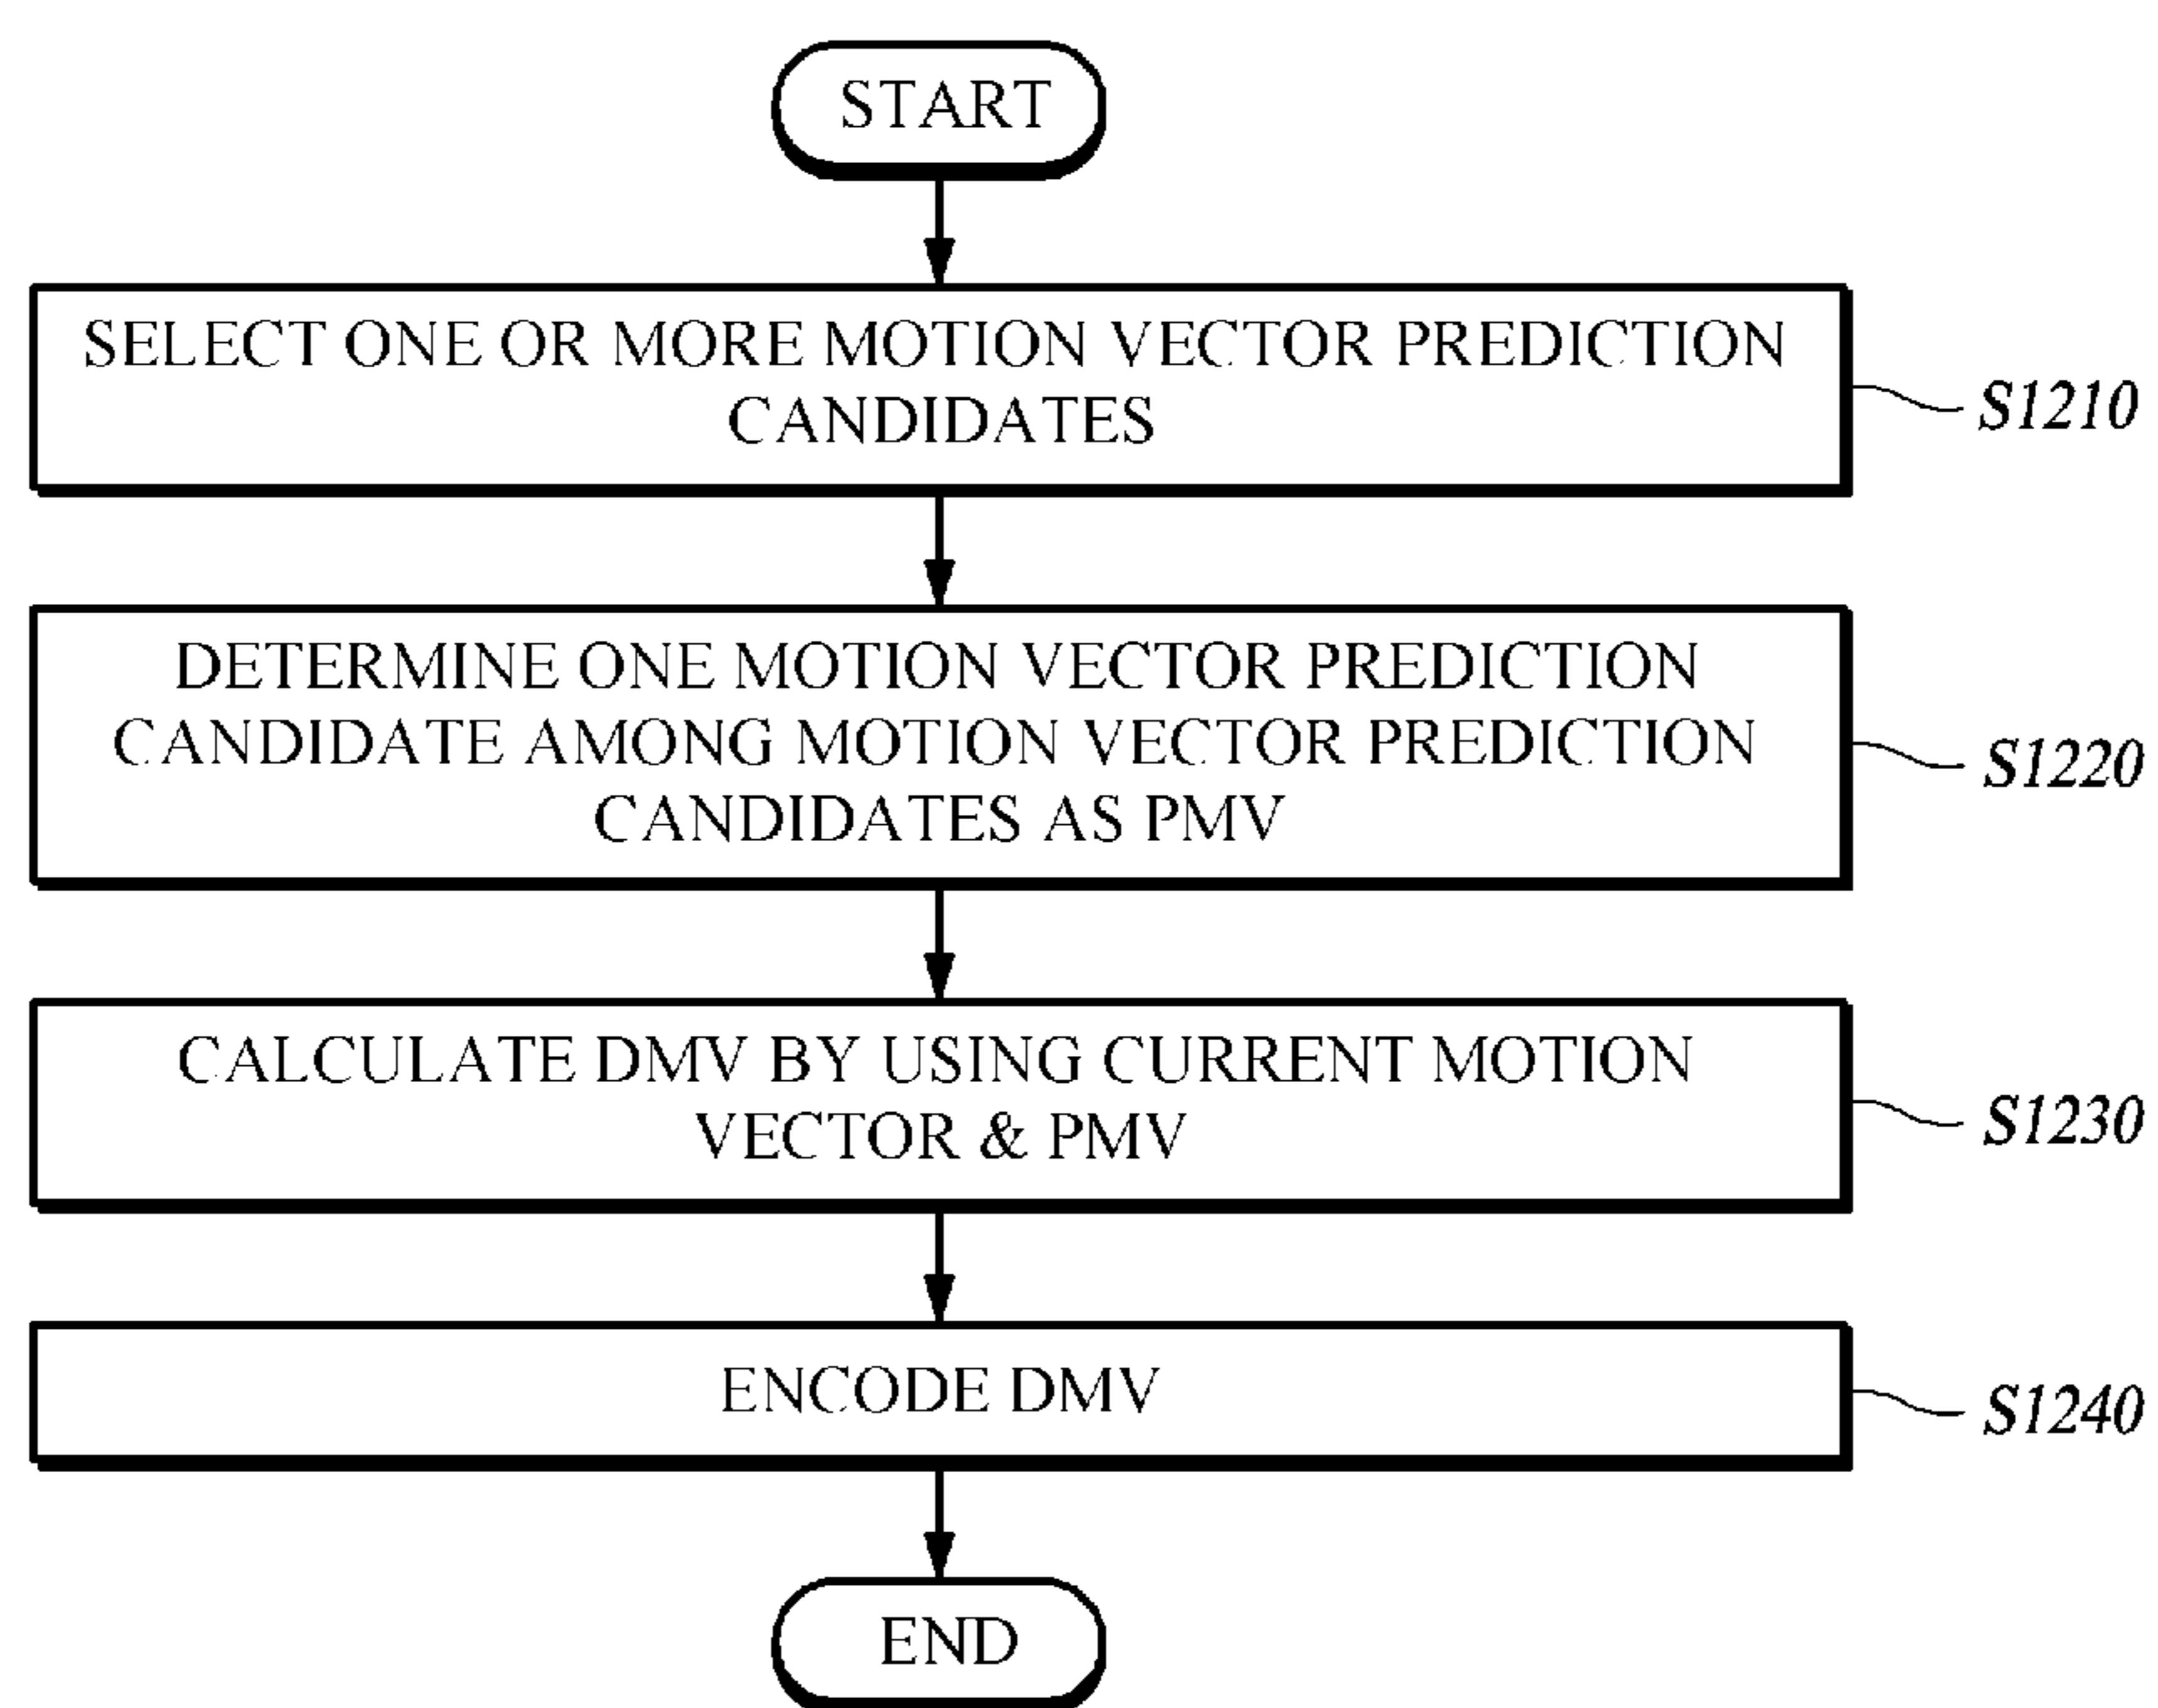 START
SELECT ONE OR MORE MOTION VECTOR PREDICTION
CANDIDATES
S1210
DETERMINE ONE MOTION VECTOR PREDICTION
CANDIDATE AMONG MOTION VECTOR PREDICTION
CANDIDATES AS PMV
S1220
CALCULATE DMV BY USING CURRENT MOTION
VECTOR & PMV
S1230
ENCODE DMV
S1240
END